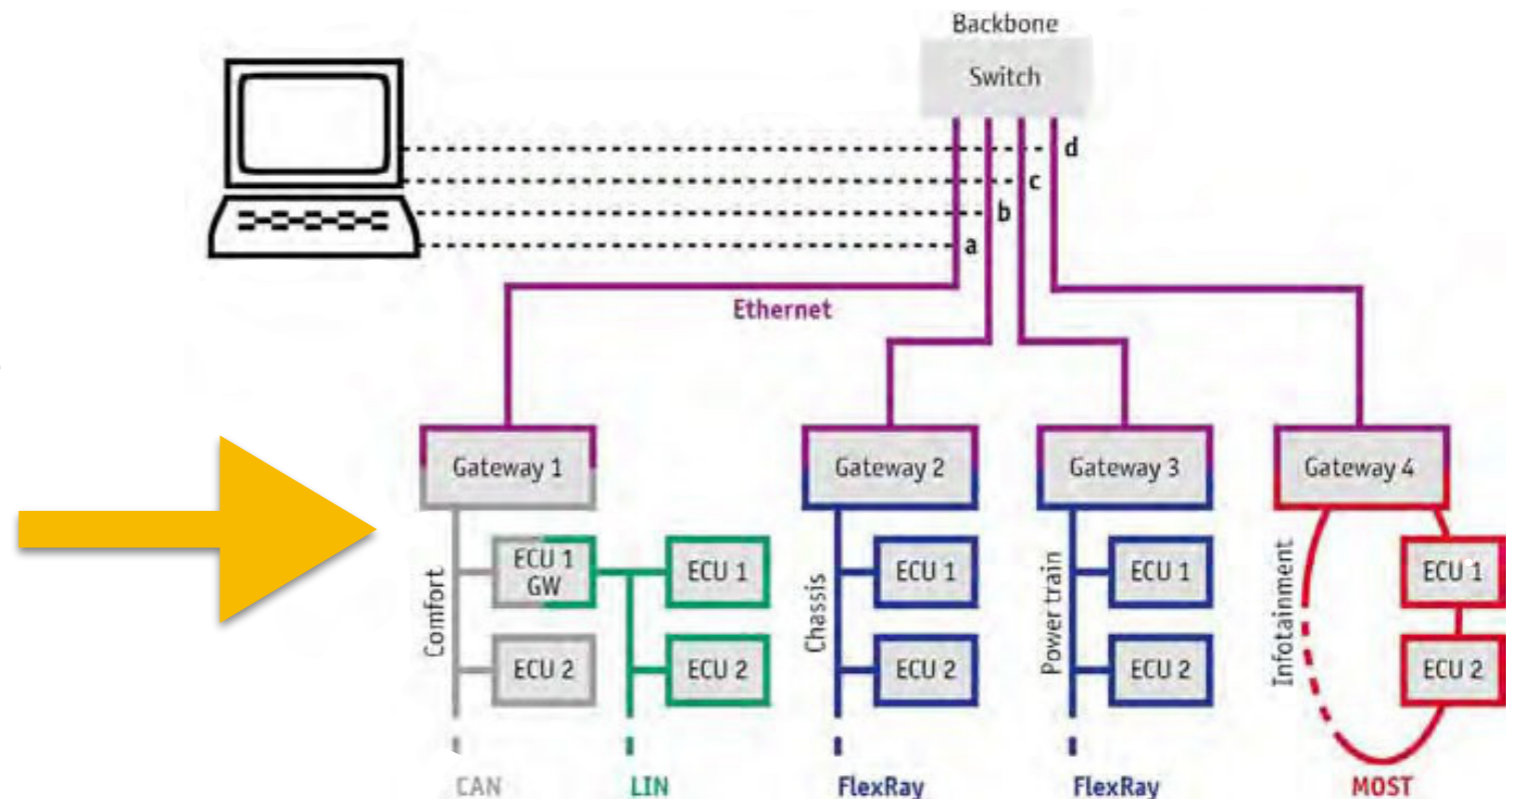 Backbone
Switch
d
c
b
a
Ethernet
Gateway 1
Gateway 2
Gateway 3
Gateway 4
Comfort
ECU 1
GW
ECU 2
ECU 1
ECU 2
Chassis
ECU 1
ECU 2
Power train
ECU 1
ECU 2
Infotainment
ECU 1
ECU 2
CAN
LIN
FlexRay
FlexRay
MOST